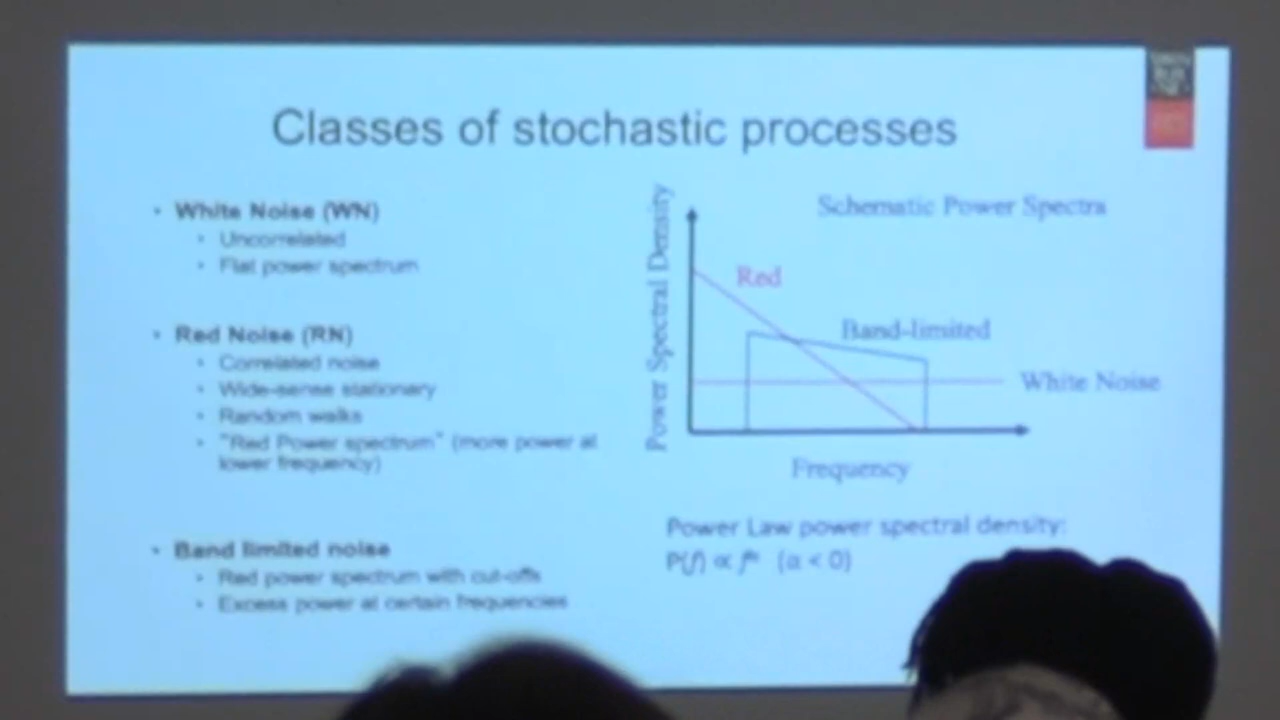 Classes of stochastic processes
• White Noise (WN)
• Uncorrelated
• Flat power spectrum
• Red Noise (RN)
• Correlated noise
• Wide-sense stationary
• Random walks
• "Red Power spectrum" (more power at
lower frequency)
• Band limited noise
• Red power spectrum with cut-offs
• Excess power at certain frequencies
Schematic Power Spectra
Power Spectral Density
Red
Band-limited
White Noise
Frequency
Power Law power spectral density:
P(f) ∝ f^α (α < 0)